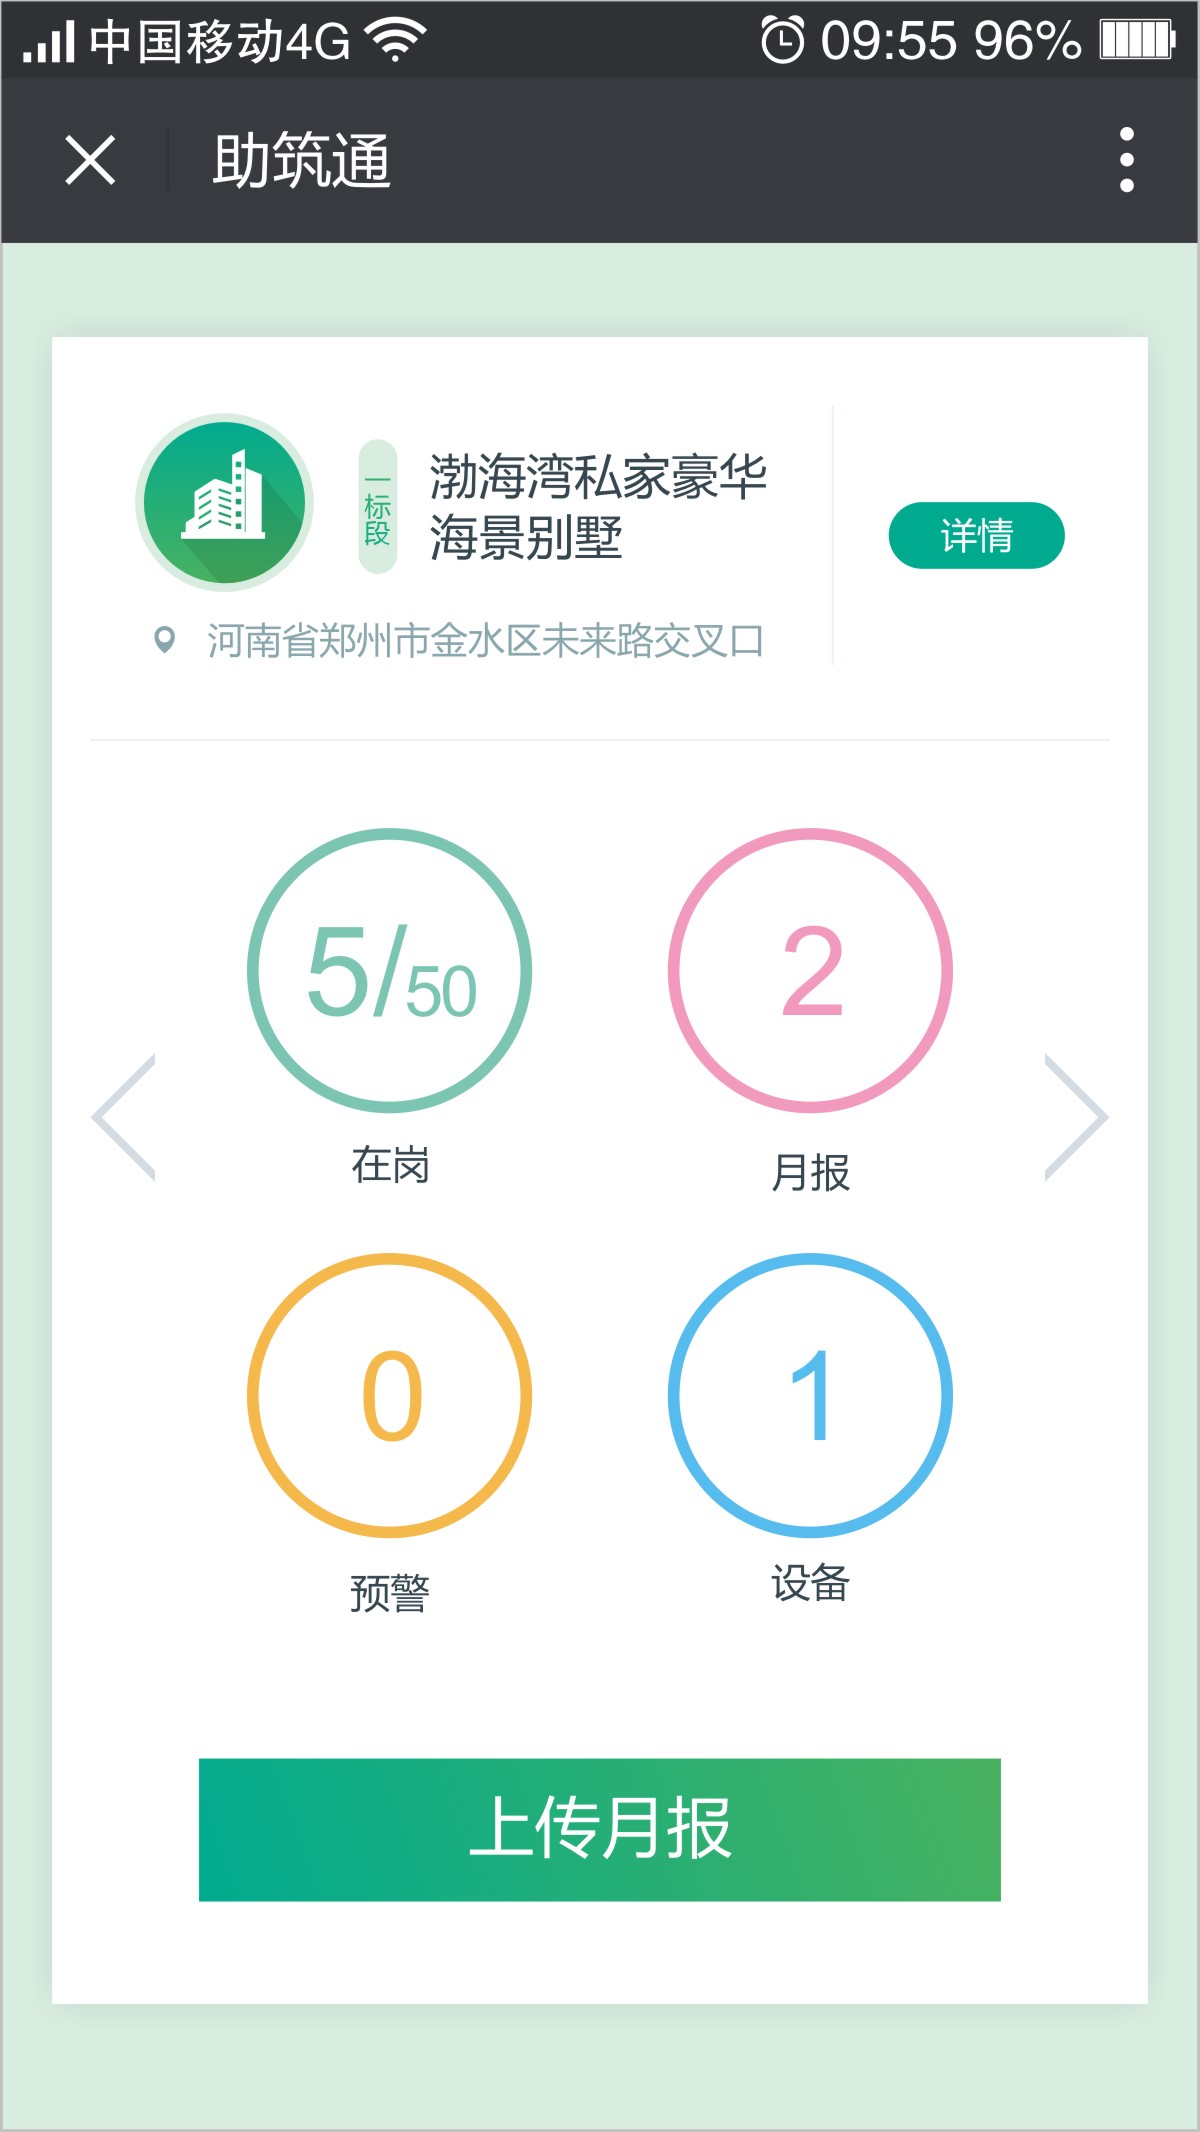 中国移动4G 09:55 96%
助筑通
一标段
渤海湾私家豪华
海景别墅
详情
河南省郑州市金水区未来路交叉口
5/50
2
在岗
月报
0
1
预警
设备
上传月报